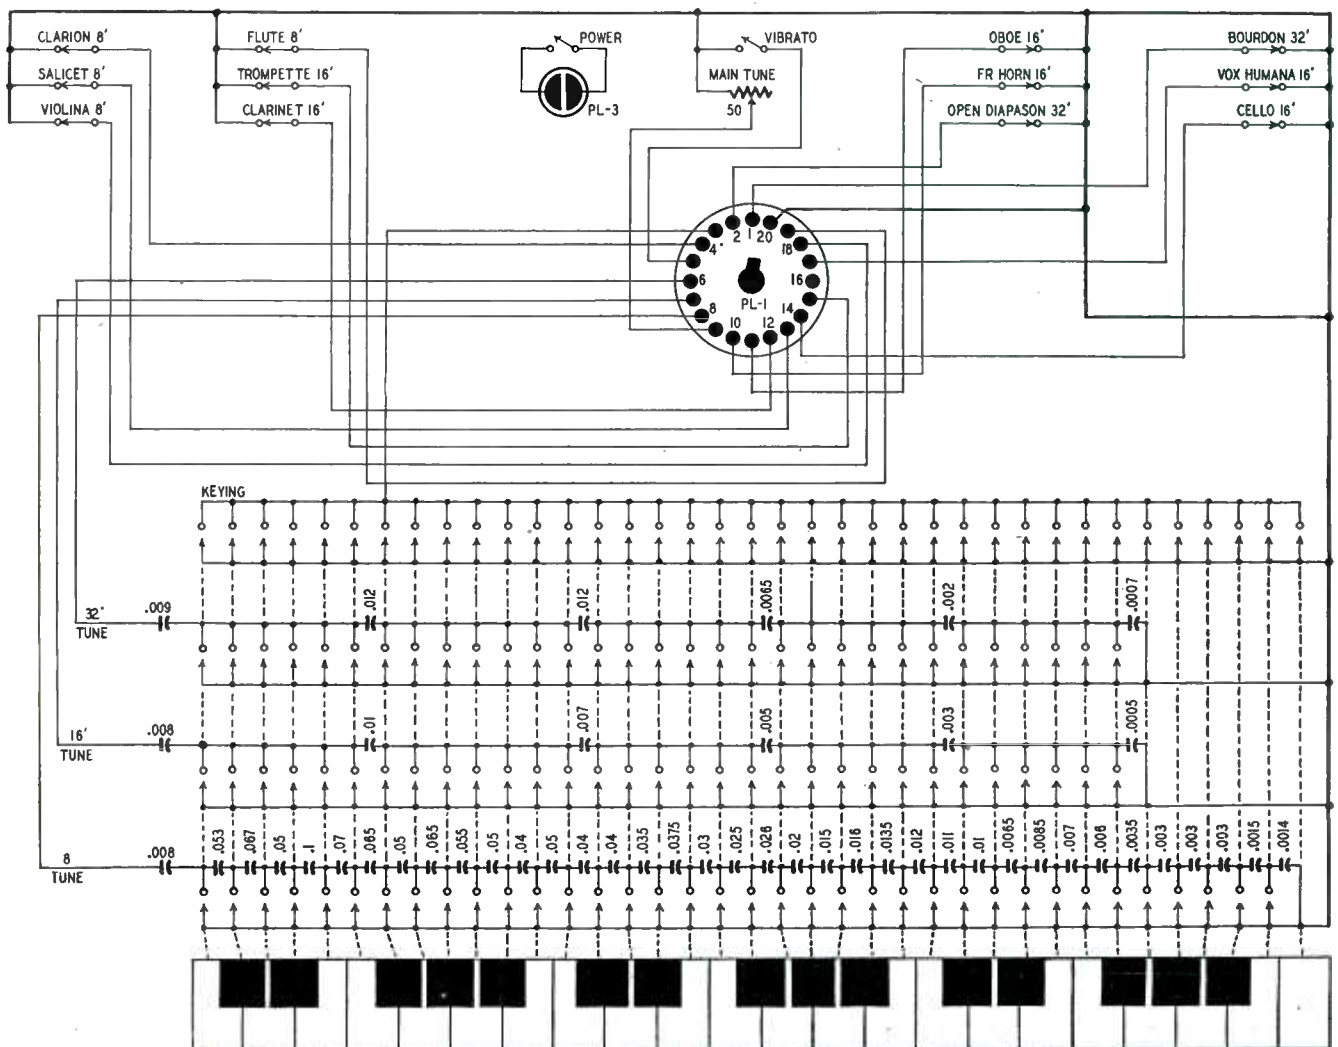 CLARION 8'
SALICET 8'
VIOLINA 8'
FLUTE 8'
TROMPETTE 16'
CLARINET 16'
POWER
PL-3
VIBRATO
MAIN TUNE
50
OBOE 16'
FR HORN 16'
OPEN DIAPASON 32'
BOURDON 32'
VOX HUMANA 16'
CELLO 16'
2 1 20
4 18
6 16
PL-1
8 14
10 12
KEYING
32' TUNE
.009 .012 .012 .0065 .002 .0007
16' TUNE
.008 .01 .007 .005 .003 .0005
8 TUNE
.008 .053 .067 .05 .1 .07 .065 .05 .065 .055 .05 .04 .05 .04 .04 .035 .0375 .03 .025 .026 .02 .015 .016 .0135 .012 .011 .01 .0065 .0085 .007 .006 .0035 .003 .003 .003 .0015 .0014